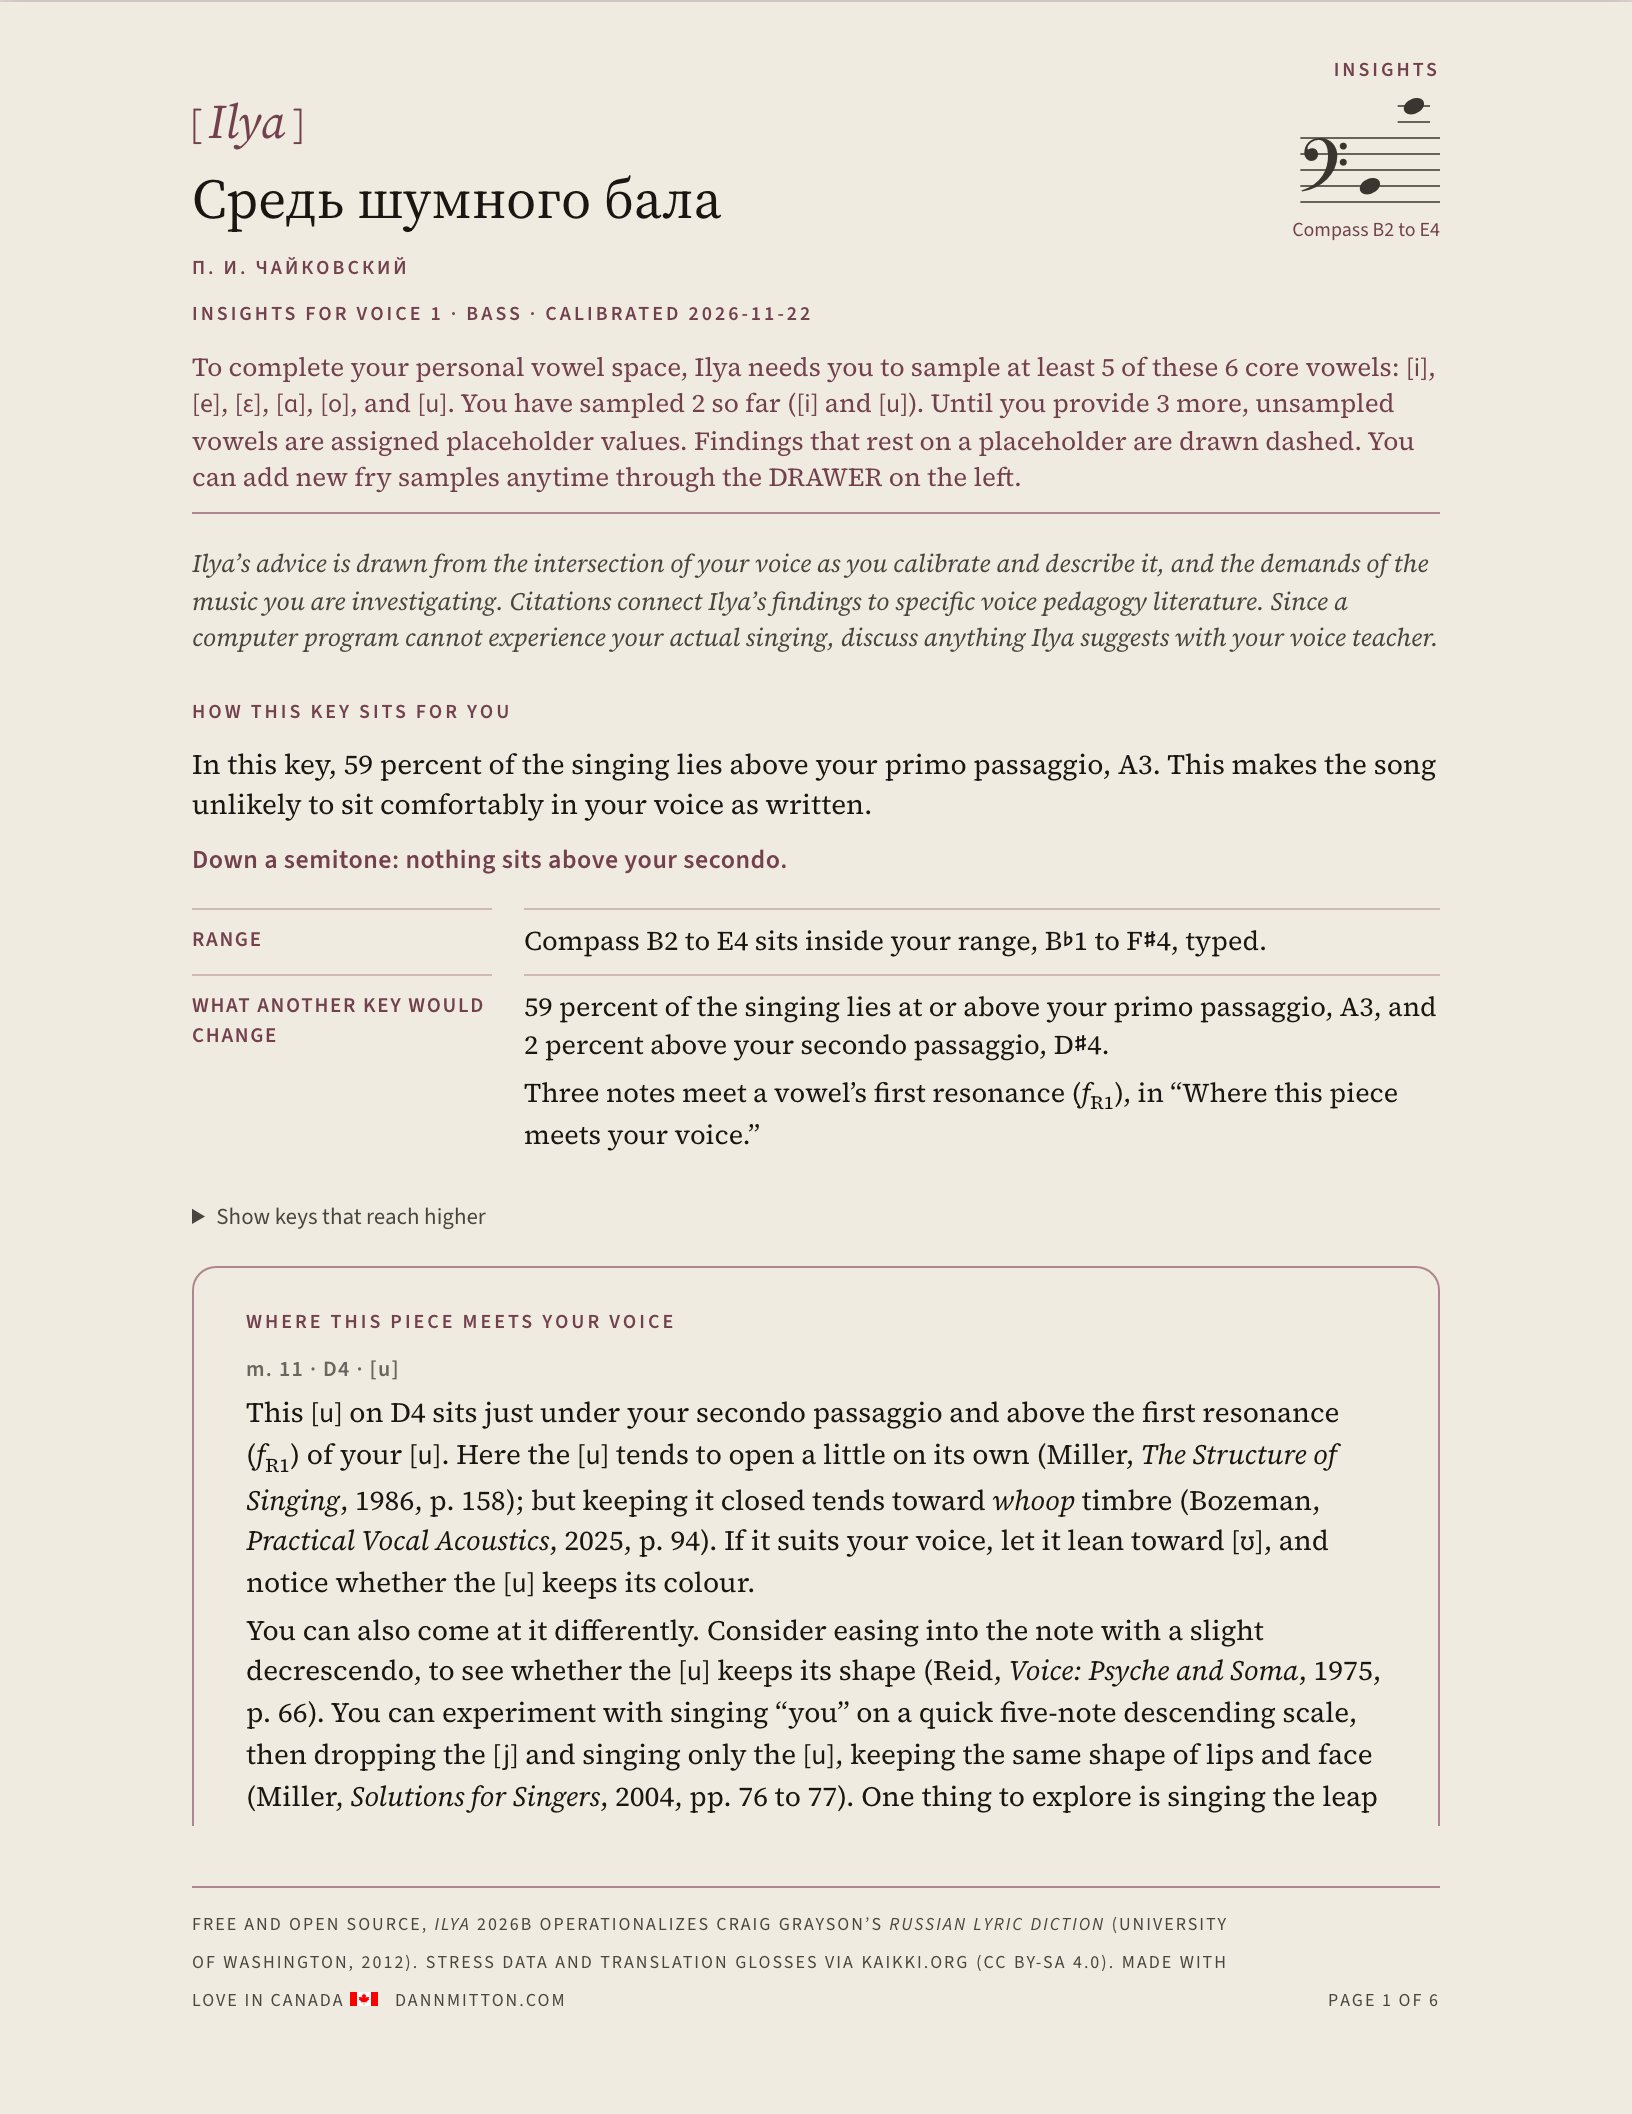 INSIGHTS
[Ilya]
Средь шумного бала
Compass B2 to E4
П. И. ЧАЙКОВСКИЙ
INSIGHTS FOR VOICE 1 · BASS · CALIBRATED 2026-11-22
To complete your personal vowel space, Ilya needs you to sample at least 5 of these 6 core vowels: [i],
[e], [ɛ], [ɑ], [o], and [u]. You have sampled 2 so far ([i] and [u]). Until you provide 3 more, unsampled
vowels are assigned placeholder values. Findings that rest on a placeholder are drawn dashed. You
can add new fry samples anytime through the DRAWER on the left.
Ilya’s advice is drawn from the intersection of your voice as you calibrate and describe it, and the demands of the
music you are investigating. Citations connect Ilya’s findings to specific voice pedagogy literature. Since a
computer program cannot experience your actual singing, discuss anything Ilya suggests with your voice teacher.
HOW THIS KEY SITS FOR YOU
In this key, 59 percent of the singing lies above your primo passaggio, A3. This makes the song
unlikely to sit comfortably in your voice as written.
Down a semitone: nothing sits above your secondo.
RANGE
Compass B2 to E4 sits inside your range, B♭1 to F♯4, typed.
WHAT ANOTHER KEY WOULD
CHANGE
59 percent of the singing lies at or above your primo passaggio, A3, and
2 percent above your secondo passaggio, D♯4.
Three notes meet a vowel’s first resonance (fR1), in “Where this piece
meets your voice.”
▶ Show keys that reach higher
WHERE THIS PIECE MEETS YOUR VOICE
m. 11 · D4 · [u]
This [u] on D4 sits just under your secondo passaggio and above the first resonance
(fR1) of your [u]. Here the [u] tends to open a little on its own (Miller, The Structure of
Singing, 1986, p. 158); but keeping it closed tends toward whoop timbre (Bozeman,
Practical Vocal Acoustics, 2025, p. 94). If it suits your voice, let it lean toward [ʊ], and
notice whether the [u] keeps its colour.
You can also come at it differently. Consider easing into the note with a slight
decrescendo, to see whether the [u] keeps its shape (Reid, Voice: Psyche and Soma, 1975,
p. 66). You can experiment with singing “you” on a quick five-note descending scale,
then dropping the [j] and singing only the [u], keeping the same shape of lips and face
(Miller, Solutions for Singers, 2004, pp. 76 to 77). One thing to explore is singing the leap
FREE AND OPEN SOURCE, ILYA 2026B OPERATIONALIZES CRAIG GRAYSON’S RUSSIAN LYRIC DICTION (UNIVERSITY
OF WASHINGTON, 2012). STRESS DATA AND TRANSLATION GLOSSES VIA KAIKKI.ORG (CC BY-SA 4.0). MADE WITH
LOVE IN CANADA 🇨🇦 DANNMITTON.COM
PAGE 1 OF 6